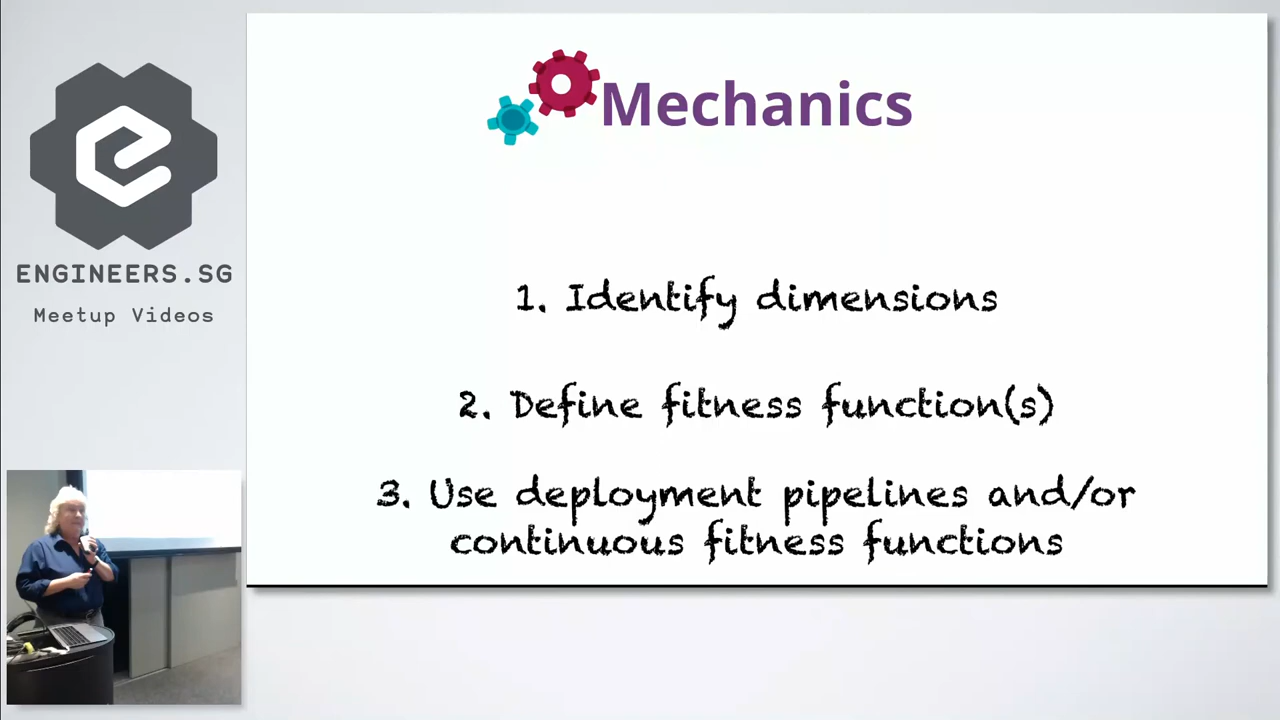 ENGINEERS.SG
Meetup Videos
Mechanics
1. Identify dimensions
2. Define fitness function(s)
3. Use deployment pipelines and/or
continuous fitness functions